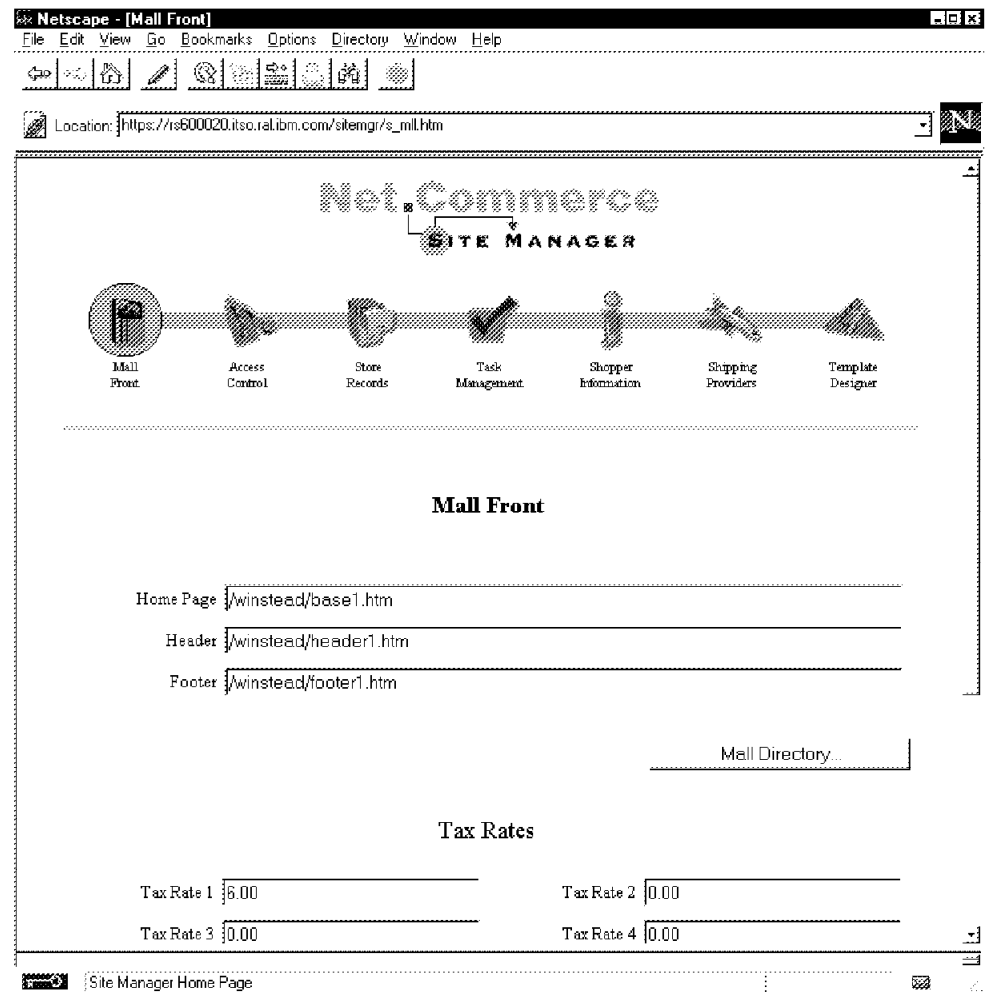 Netscape - [Mall Front]
File Edit View Go Bookmarks Options Directory Window Help
Location: https://rs600020.itso.ral.ibm.com/sitemgr/s_mll.htm
N
Net.Commerce
SITE MANAGER
Mall Front
Access Control
Store Records
Task Management
Shopper Information
Shipping Providers
Template Designer
Mall Front
Home Page /winstead/base1.htm
Header /winstead/header1.htm
Footer /winstead/footer1.htm
Mall Directory...
Tax Rates
Tax Rate 1 6.00 Tax Rate 2 0.00
Tax Rate 3 0.00 Tax Rate 4 0.00
Site Manager Home Page